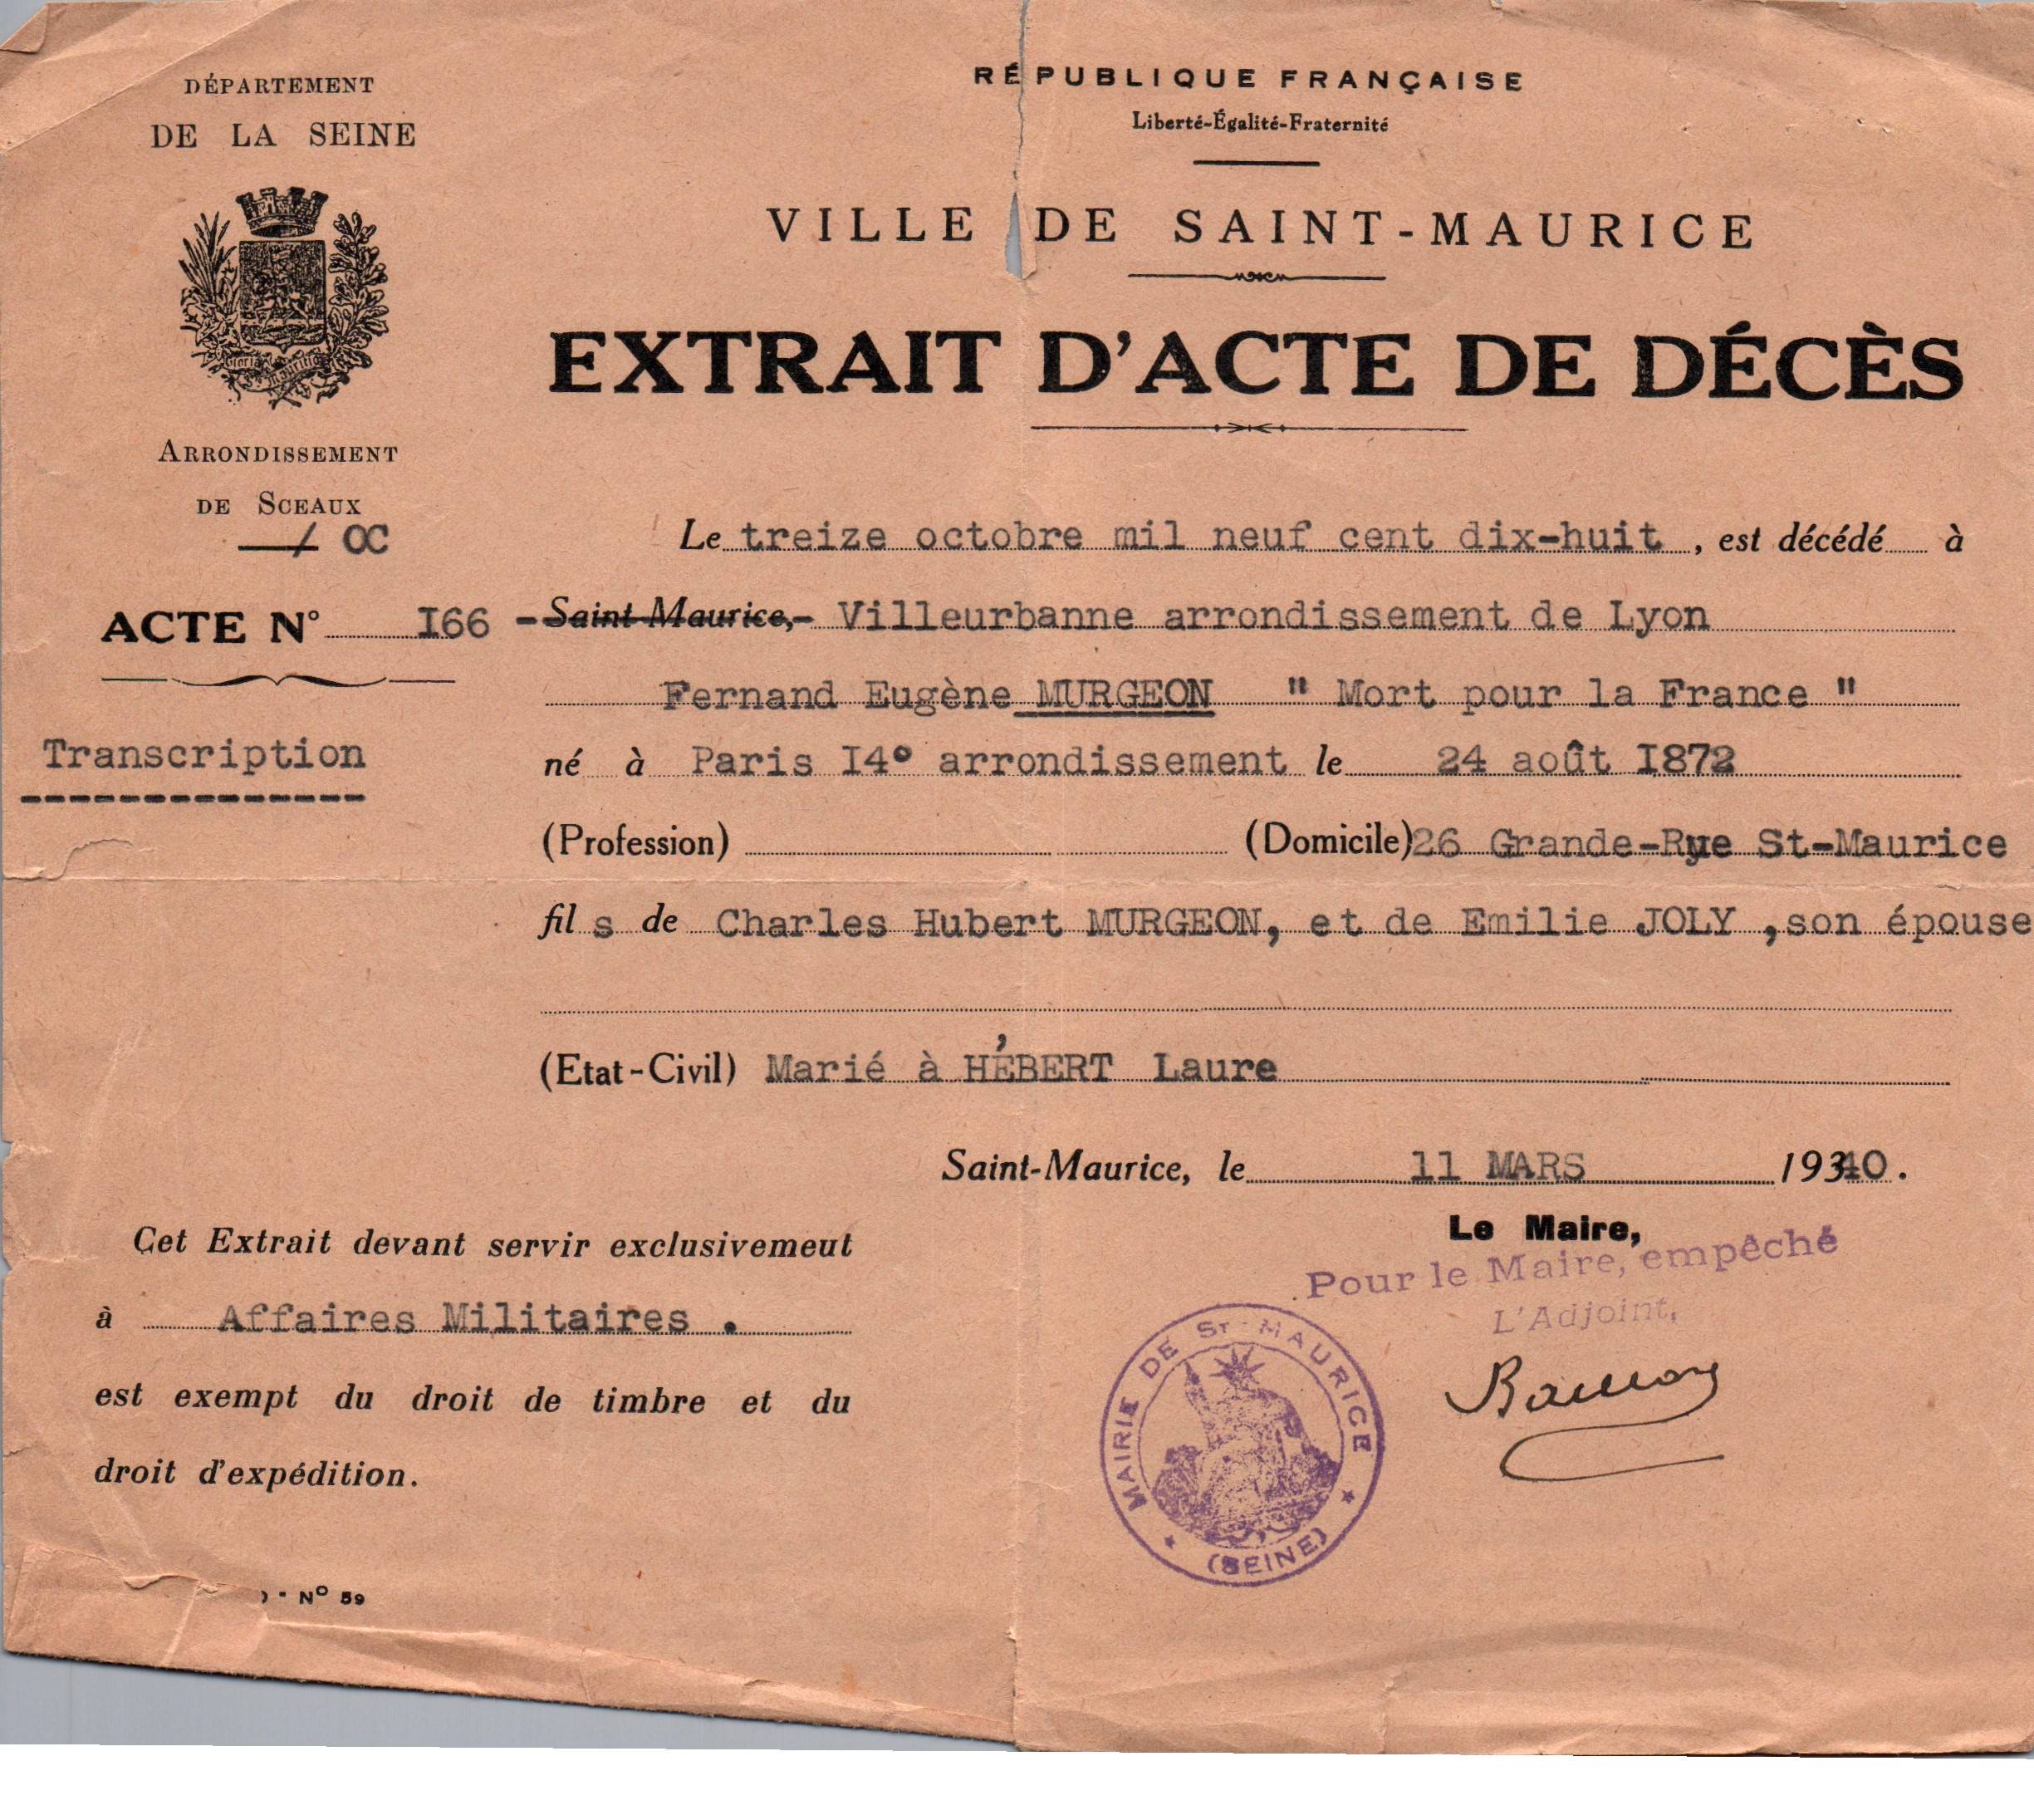 DÉPARTEMENT
DE LA SEINE
ARRONDISSEMENT
DE SCEAUX
/ OC
ACTE N° I66
Transcription
RÉPUBLIQUE FRANÇAISE
Liberté-Égalité-Fraternité
VILLE DE SAINT-MAURICE
EXTRAIT D'ACTE DE DÉCÈS
Le treize octobre mil neuf cent dix-huit, est décédé à
-Saint-Maurice,- Villeurbanne arrondissement de Lyon
Fernand Eugène MURGEON " Mort pour la France "
né à Paris I4° arrondissement le 24 août I872
(Profession) (Domicile) 26 Grande-Rue St-Maurice
fils de Charles Hubert MURGEON, et de Emilie JOLY ,son épouse
(Etat-Civil) Marié à HÉBERT Laure
Saint-Maurice, le 11 MARS 1940.
Le Maire,
Pour le Maire, empêché
L'Adjoint,
MAIRIE DE ST-MAURICE
(SEINE)
Cet Extrait devant servir exclusivemeut
à Affaires Militaires .
est exempt du droit de timbre et du
droit d'expédition.
- N° 59